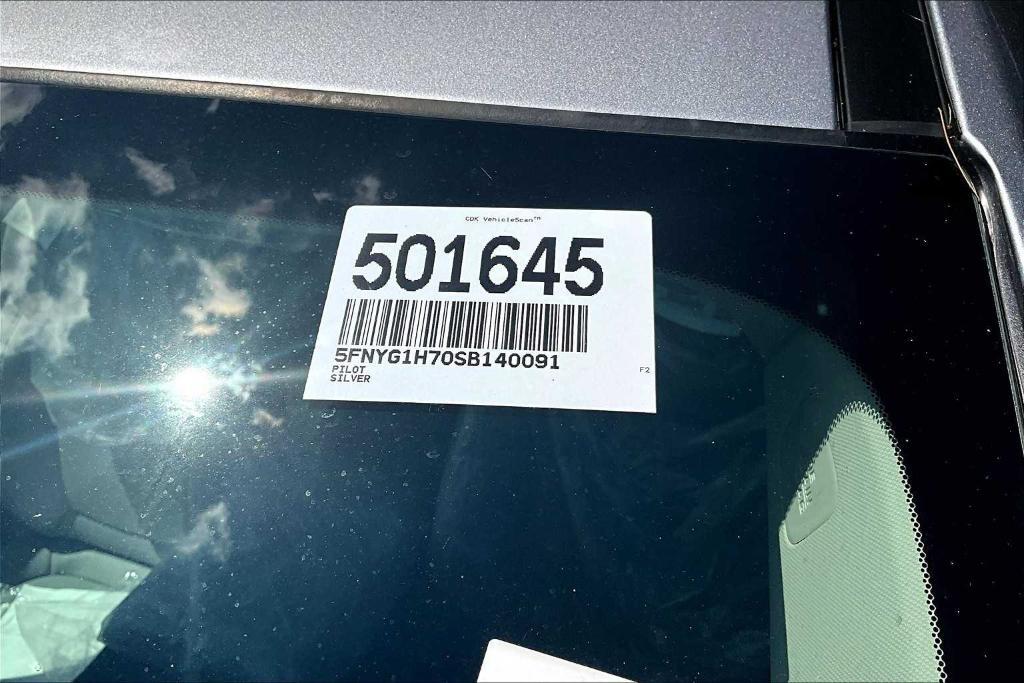 CDK VehicleScan™
501645
5FNYG1H70SB140091
PILOT
SILVER
F2